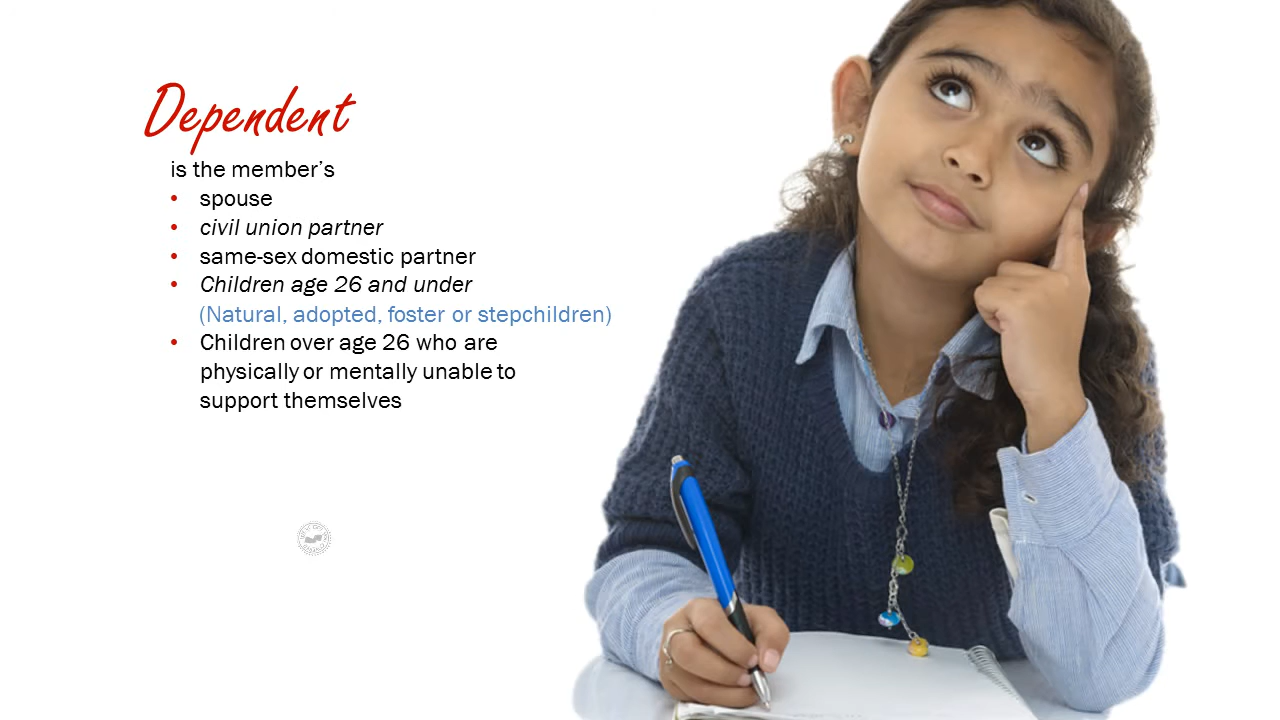 Dependent
is the member’s
• spouse
• civil union partner
• same-sex domestic partner
• Children age 26 and under
(Natural, adopted, foster or stepchildren)
• Children over age 26 who are
physically or mentally unable to
support themselves